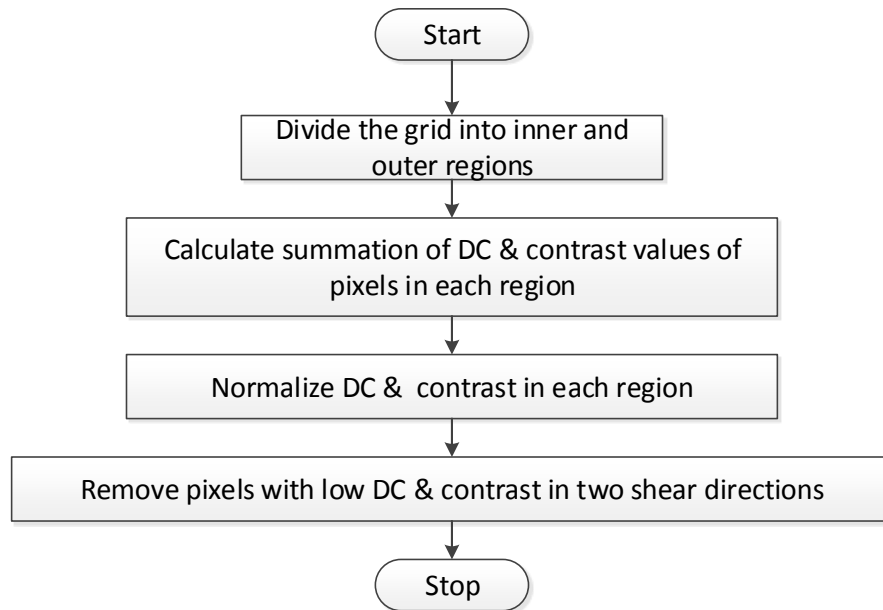 Start
Divide the grid into inner and
outer regions
Calculate summation of DC & contrast values of
pixels in each region
Normalize DC &  contrast in each region
Remove pixels with low DC & contrast in two shear directions
Stop